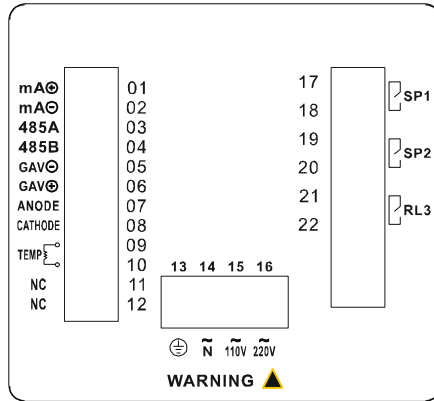 mA⊕ 01
mA⊖ 02
485A 03
485B 04
GAV⊖ 05
GAV⊕ 06
ANODE 07
CATHODE 08
09
TEMP
10
NC 11
NC 12
17
SP1
18
19
SP2
20
21
RL3
22
13 14 15 16
N 110V 220V
WARNING